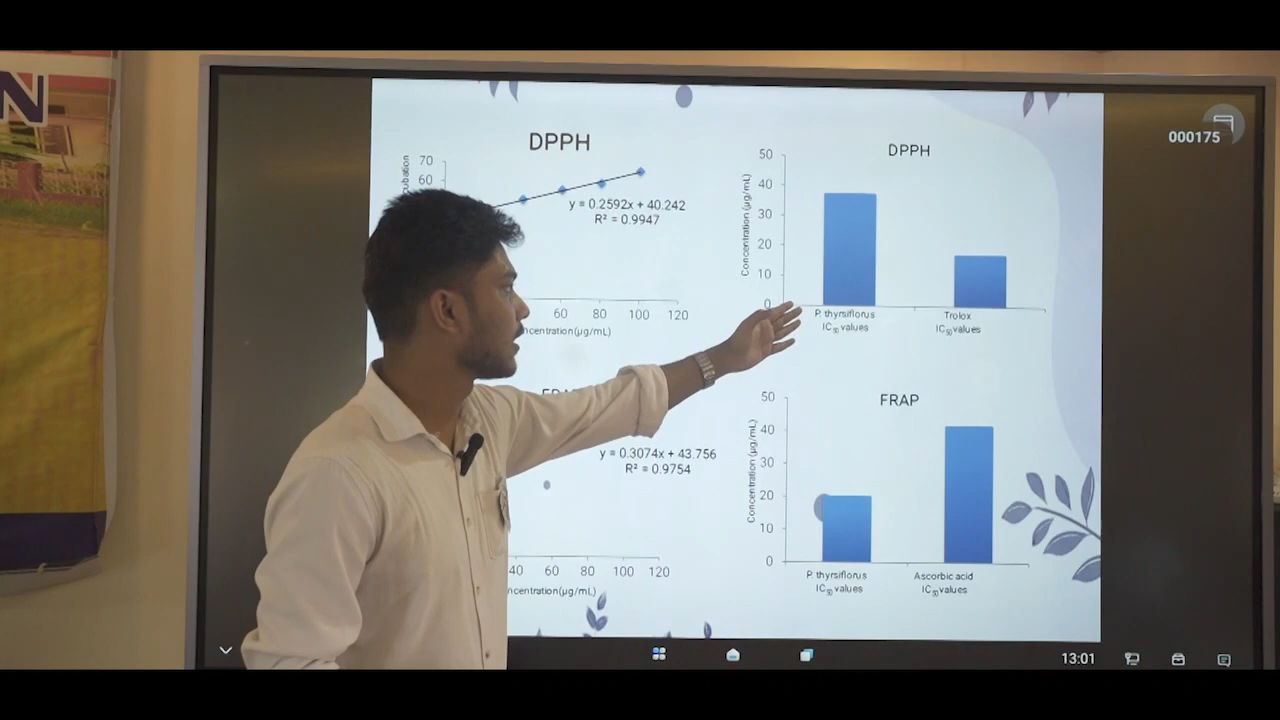 N
000175
DPPH
70
60
y = 0.2592x + 40.242
R² = 0.9947
60 80 100 120
ncentration(µg/mL)
DPPH
Concentration (µg/mL)
50
40
30
20
10
0
P. thyrsiflorus
IC50 values
Trolox
IC50 values
y = 0.3074x + 43.756
R² = 0.9754
40 60 80 100 120
ncentration(µg/mL)
FRAP
Concentration (µg/mL)
50
40
30
20
10
0
P. thyrsiflorus
IC50 values
Ascorbic acid
IC50 values
13:01